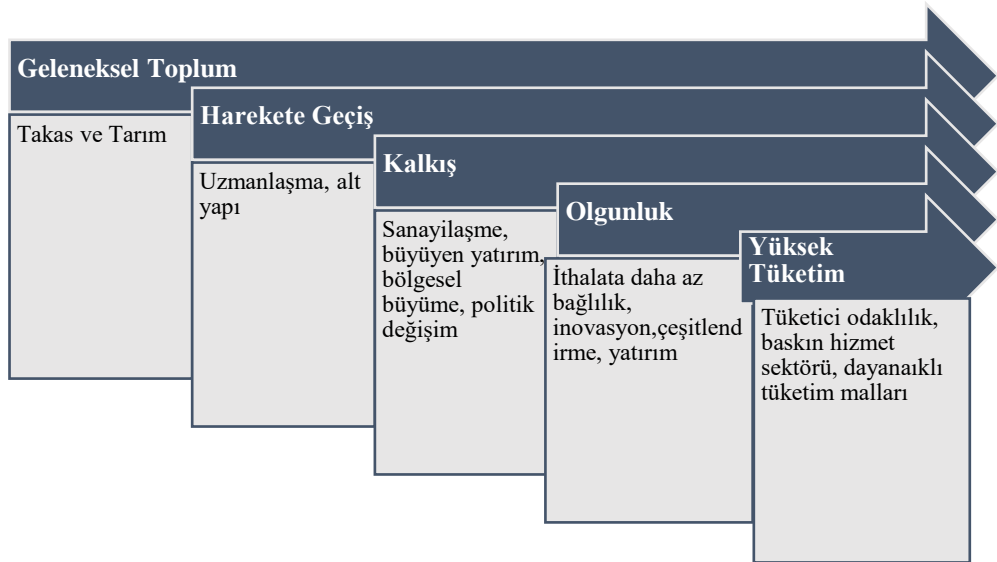 Geleneksel Toplum
Takas ve Tarım
Harekete Geçiş
Uzmanlaşma, alt
yapı
Kalkış
Sanayilaşme,
büyüyen yatırım,
bölgesel
büyüme, politik
değişim
Olgunluk
İthalata daha az
bağlılık,
inovasyon,çeşitlend
irme, yatırım
Yüksek
Tüketim
Tüketici odaklılık,
baskın hizmet
sektörü, dayanaıklı
tüketim malları